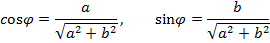 cosφ = a / √(a² + b²),    sinφ = b / √(a² + b²)